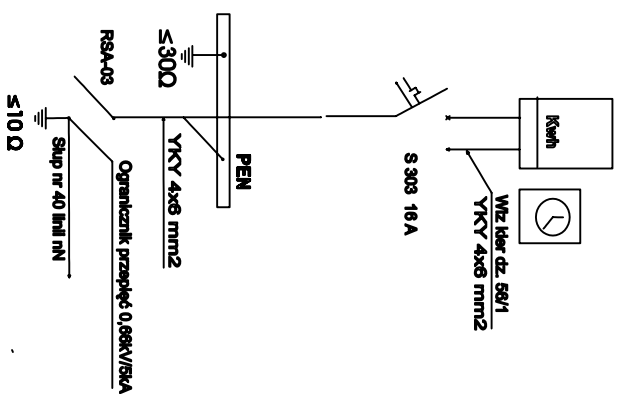 ≤10 Ω
Słup nr 40 linii nN
Ogranicznik przepięć 0,66kV/5kA
RSA-03
≤30Ω
YKY 4x6 mm2
PEN
S 303 16 A
Kwh
Wlz kier dz. 56/1
YKY 4x6 mm2